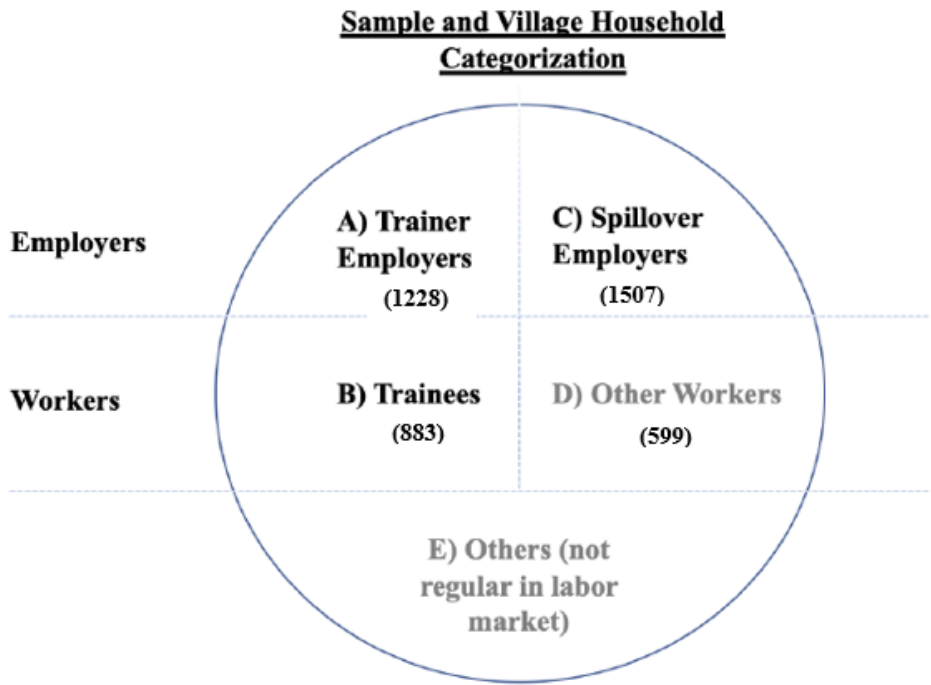 Sample and Village Household
Categorization
Employers
A) Trainer
Employers
(1228)
C) Spillover
Employers
(1507)
Workers
B) Trainees
(883)
D) Other Workers
(599)
E) Others (not
regular in labor
market)